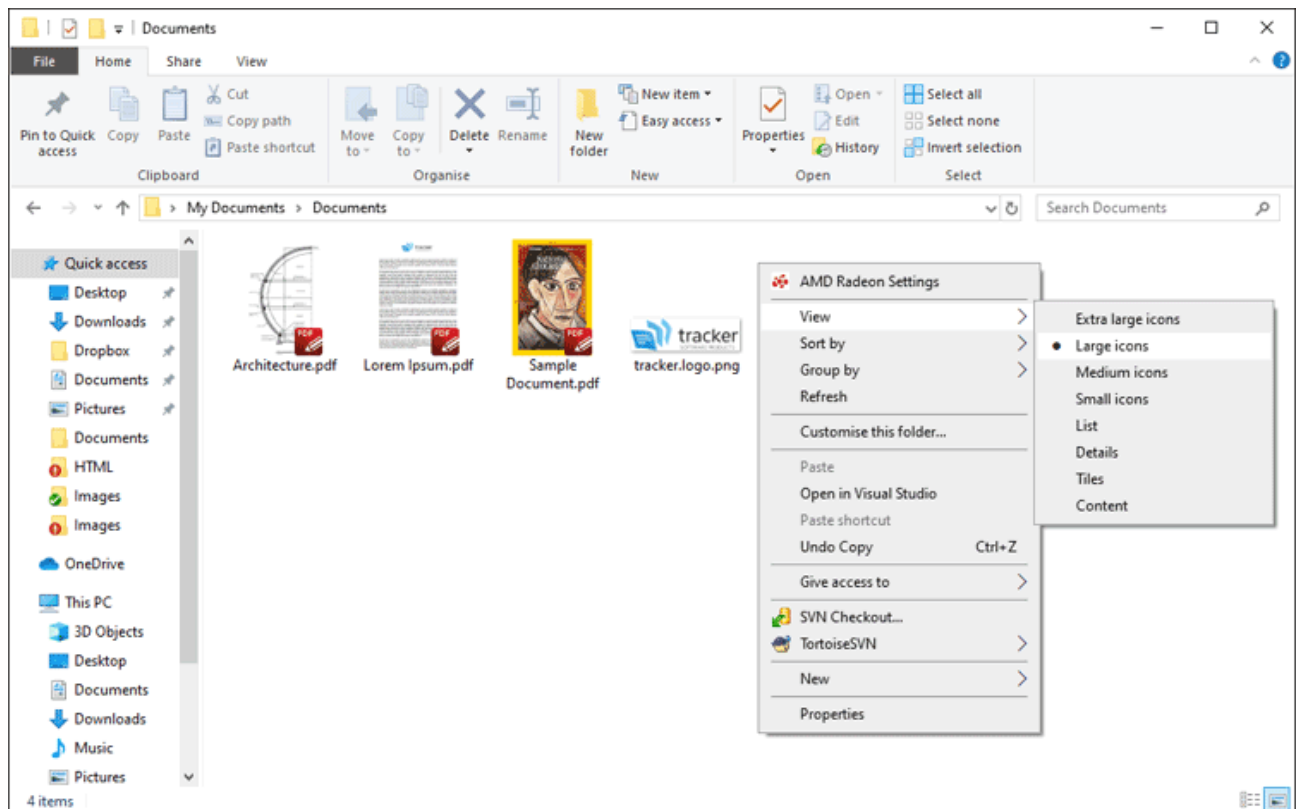 Documents
File Home Share View
Pin to Quick access
Copy
Paste
Cut
Copy path
Paste shortcut
Clipboard
Move to
Copy to
Delete
Rename
Organise
New folder
New item
Easy access
New
Properties
Open
Edit
History
Open
Select all
Select none
Invert selection
Select
My Documents > Documents
Search Documents
Quick access
Desktop
Downloads
Dropbox
Documents
Pictures
Documents
HTML
Images
Images
OneDrive
This PC
3D Objects
Desktop
Documents
Downloads
Music
Pictures
4 items
PDF
Architecture.pdf
tracker
PDF
Lorem Ipsum.pdf
PDF
Sample
Document.pdf
tracker
tracker.logo.png
AMD Radeon Settings
View
Sort by
Group by
Refresh
Customise this folder...
Paste
Open in Visual Studio
Paste shortcut
Undo Copy Ctrl+Z
Give access to
SVN Checkout...
TortoiseSVN
New
Properties
Extra large icons
Large icons
Medium icons
Small icons
List
Details
Tiles
Content